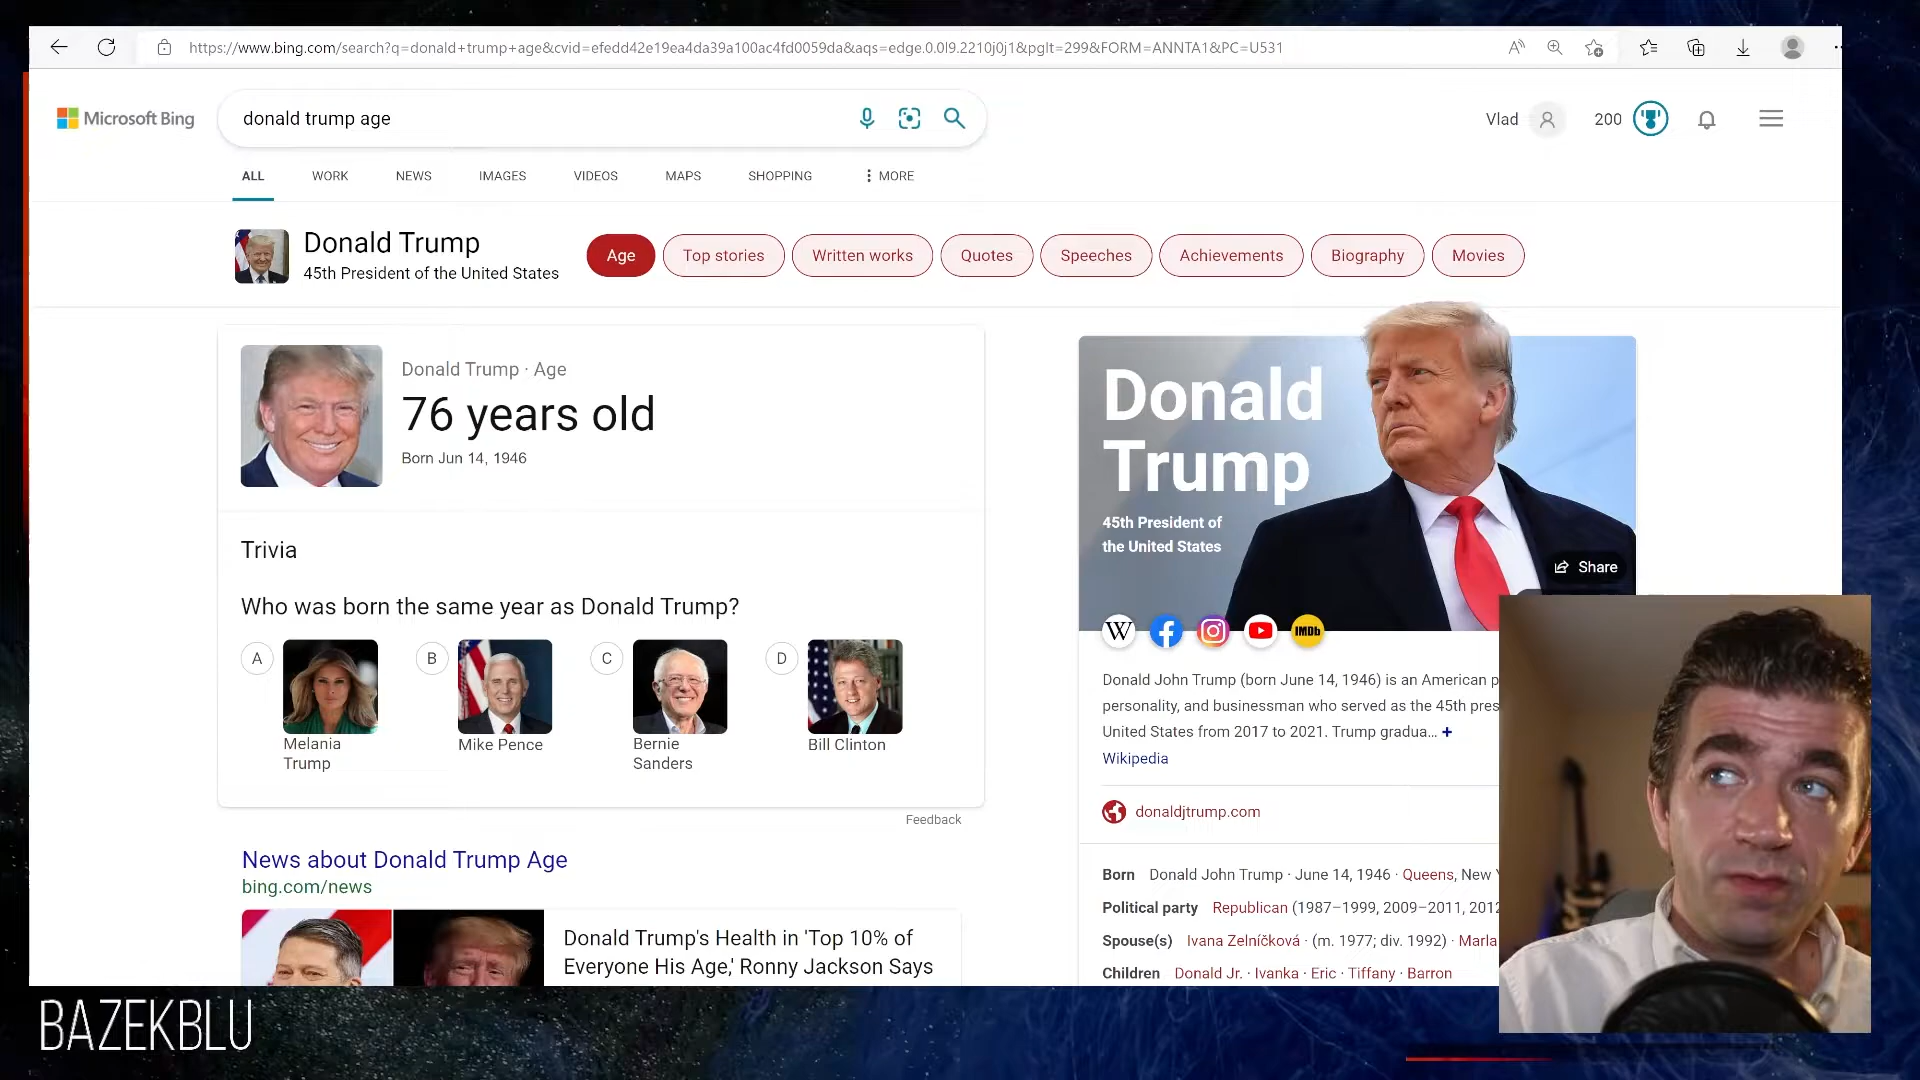 https://www.bing.com/search?q=donald+trump+age&cvid=efedd42e19ea4da39a100ac4fd0059da&aqs=edge.0.0l9.2210j0j1&pglt=299&FORM=ANNTA1&PC=U531
Microsoft Bing
donald trump age
Vlad
200
ALL WORK NEWS IMAGES VIDEOS MAPS SHOPPING MORE
Donald Trump
45th President of the United States
Age Top stories Written works Quotes Speeches Achievements Biography Movies
Donald Trump · Age
76 years old
Born Jun 14, 1946
Trivia
Who was born the same year as Donald Trump?
A B C D
Melania
Trump
Mike Pence
Bernie
Sanders
Bill Clinton
Feedback
News about Donald Trump Age
bing.com/news
Donald Trump's Health in 'Top 10% of
Everyone His Age,' Ronny Jackson Says
Donald
Trump
45th President of
the United States
Share
W
IMDb
Donald John Trump (born June 14, 1946) is an American p
personality, and businessman who served as the 45th pres
United States from 2017 to 2021. Trump gradua... +
Wikipedia
donaldjtrump.com
Born Donald John Trump · June 14, 1946 · Queens, New
Political party Republican (1987–1999, 2009–2011, 2012
Spouse(s) Ivana Zelníčková · (m. 1977; div. 1992) · Marla
Children Donald Jr. · Ivanka · Eric · Tiffany · Barron
BAZEKBLU